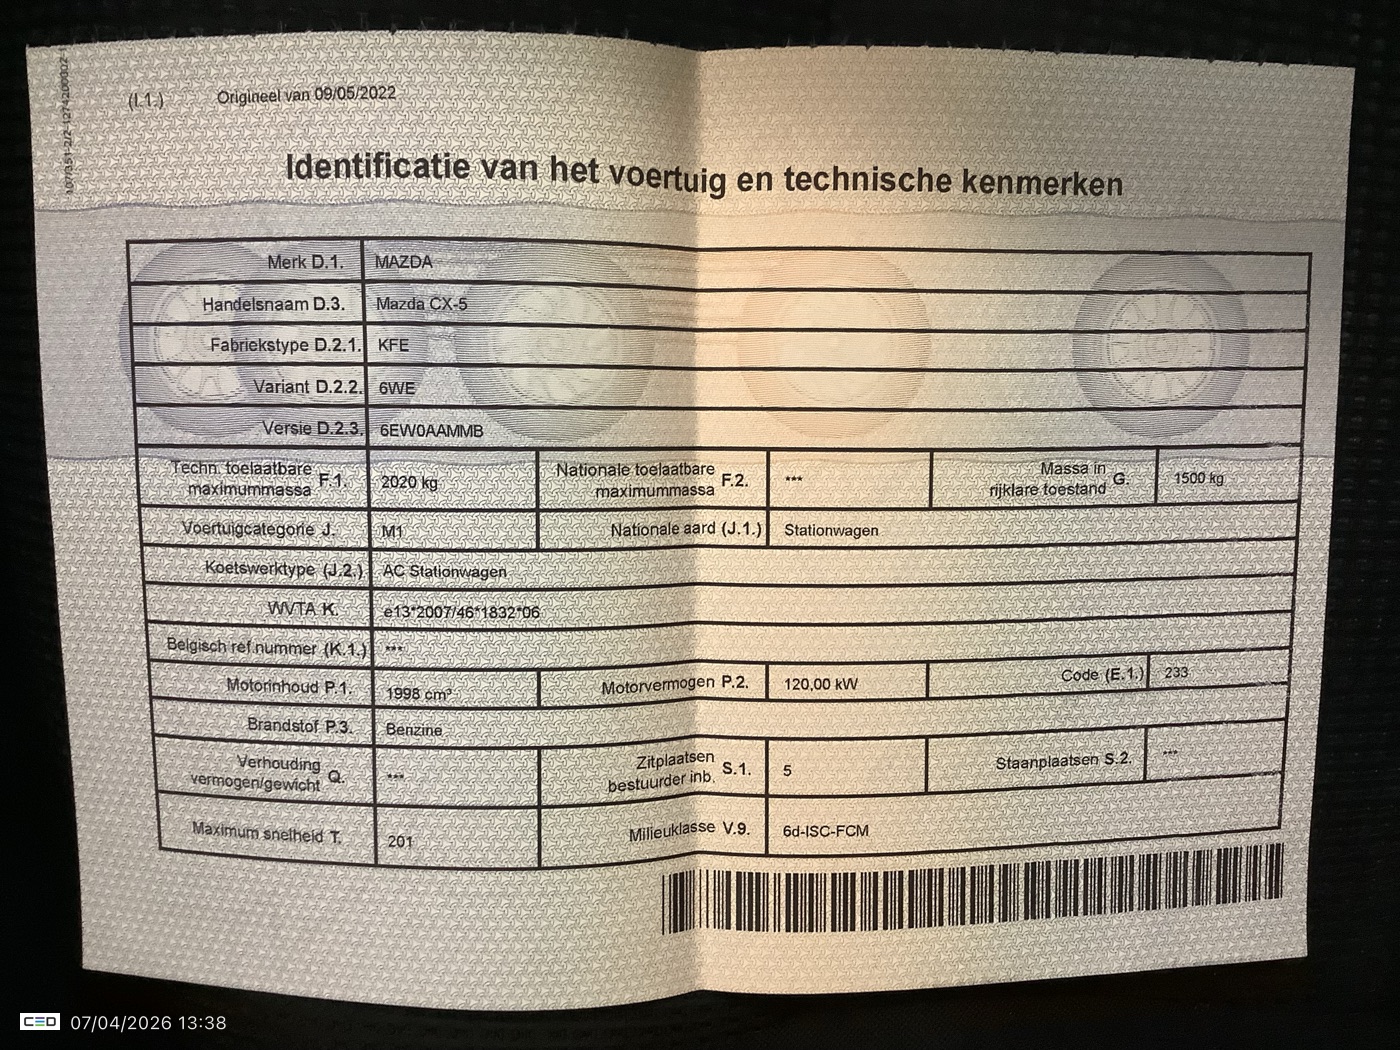 (I.1.) Origineel van 09/05/2022
Identificatie van het voertuig en technische kenmerken
Merk D.1. MAZDA
Handelsnaam D.3. Mazda CX-5
Fabriekstype D.2.1. KFE
Variant D.2.2. 6WE
Versie D.2.3. 6EW0AAMMB
Techn. toelaatbare maximummassa F.1. 2020 kg Nationale toelaatbare maximummassa F.2. *** Massa in rijklare toestand G. 1500 kg
Voertuigcategorie J. M1 Nationale aard (J.1.) Stationwagen
Koetswerktype (J.2.) AC Stationwagen
WVTA K. e13*2007/46*1832*06
Belgisch ref.nummer (K.1.) ***
Motorinhoud P.1. 1998 cm³ Motorvermogen P.2. 120,00 kW Code (E.1.) 233
Brandstof P.3. Benzine
Verhouding vermogen/gewicht Q. *** Zitplaatsen bestuurder inb. S.1. 5 Staanplaatsen S.2. ***
Maximum snelheid T. 201 Milieuklasse V.9. 6d-ISC-FCM
CED 07/04/2026 13:38